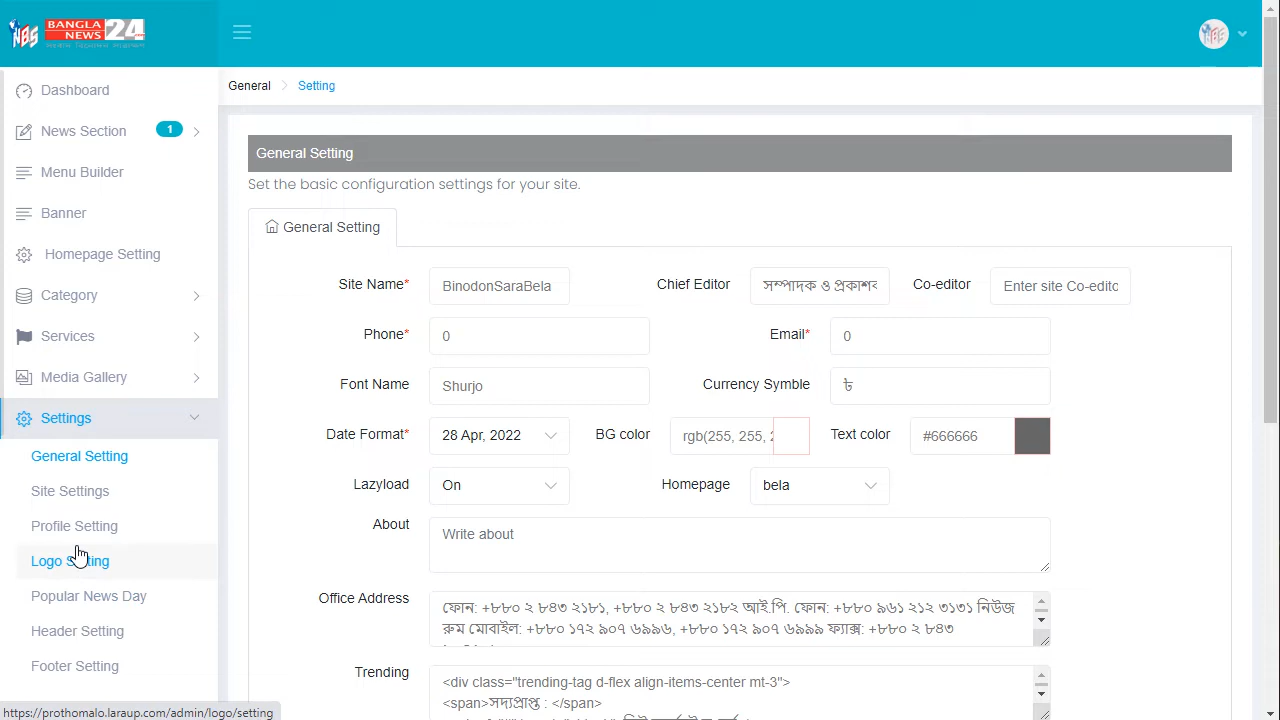 NBS BANGLA NEWS 24
General Setting
Dashboard
News Section 1
Menu Builder
Banner
Homepage Setting
Category
Services
Media Gallery
Settings
General Setting
Site Settings
Profile Setting
Logo Setting
Popular News Day
Header Setting
Footer Setting
https://prothomalo.laraup.com/admin/logo/setting
General Setting
Set the basic configuration settings for your site.
General Setting
Site Name* BinodonSaraBela Chief Editor সম্পাদক ও Co-editor Enter site
Phone* 0 Email* 0
Font Name Shurjo Currency Symble ৳
Date Format* 28 Apr, 2022 BG color rgb(255, 255, Text color #666666
Lazyload On Homepage bela
About Write about
Office Address ফোন: +৮৮০ ২ ৮৪৩ ২১৮১, +৮৮০ ২ ৮৪৩ ২১৮২ আই.পি. ফোন: +৮৮০ ৯৬১ ২১২ ৩১৩১ নিউজ
রুম মোবাইল: +৮৮০ ১৭২ ৯০৭ ৬৯৯৬, +৮৮০ ১৭২ ৯০৭ ৬৯৯৯ ফ্যাক্স: +৮৮০ ২ ৮৪৩
Trending <div class="trending-tag d-flex align-items-center mt-3">
<span>সদ্যপ্রাপ্ত : </span>